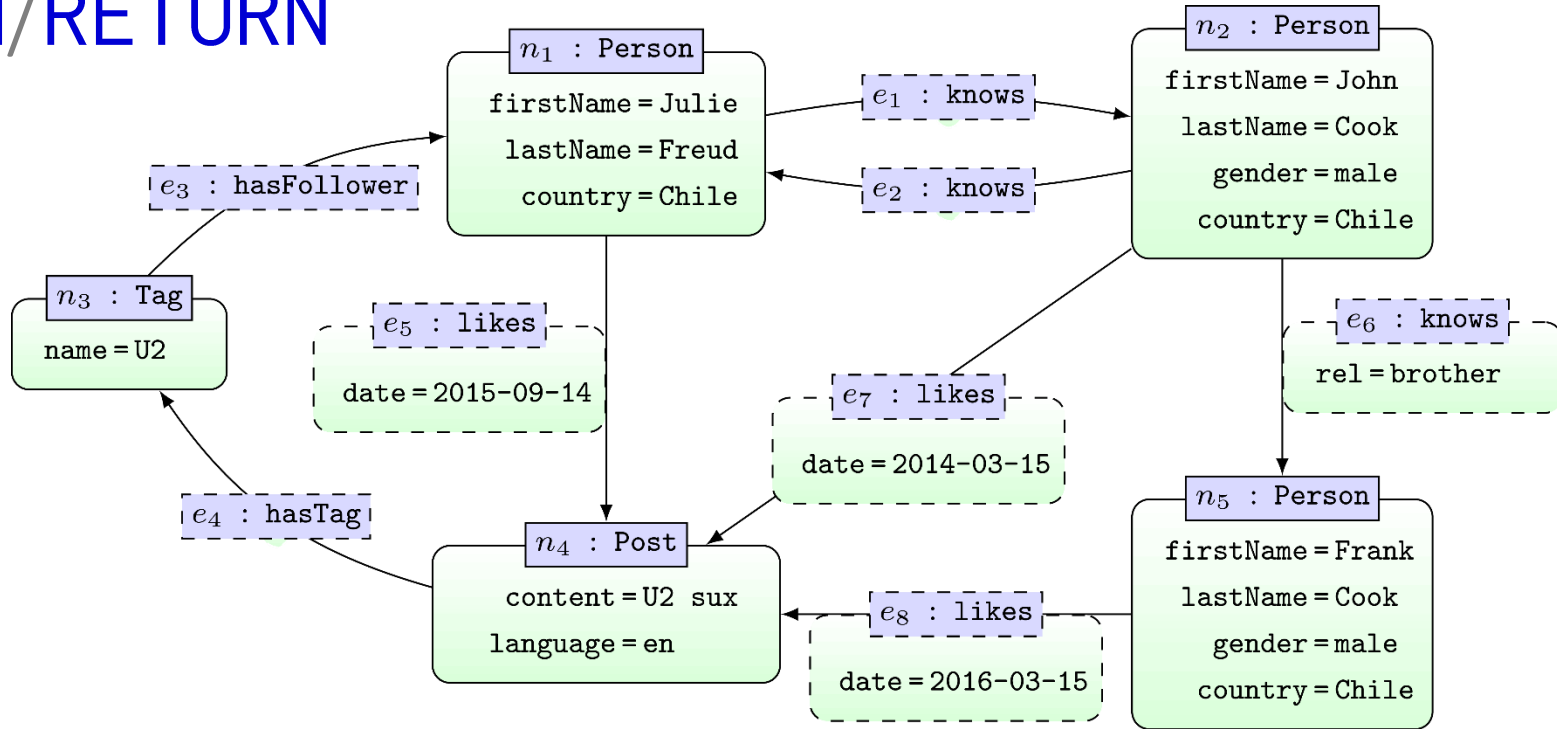 /RETURN
n₁ : Person
firstName = Julie
lastName = Freud
country = Chile
e₁ : knows
e₂ : knows
n₂ : Person
firstName = John
lastName = Cook
gender = male
country = Chile
e₃ : hasFollower
n₃ : Tag
name = U2
e₅ : likes
date = 2015-09-14
e₇ : likes
date = 2014-03-15
e₆ : knows
rel = brother
e₄ : hasTag
n₄ : Post
content = U2 sux
language = en
e₈ : likes
date = 2016-03-15
n₅ : Person
firstName = Frank
lastName = Cook
gender = male
country = Chile